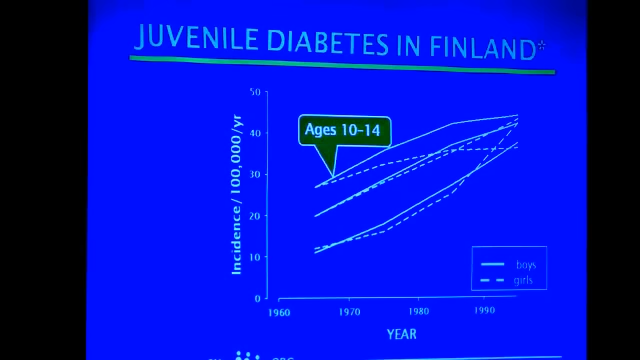 JUVENILE DIABETES IN FINLAND*
50
40
30
20
10
0
Incidence/100,000/yr
Ages 10-14
boys
girls
1960
1970
1980
1990
YEAR